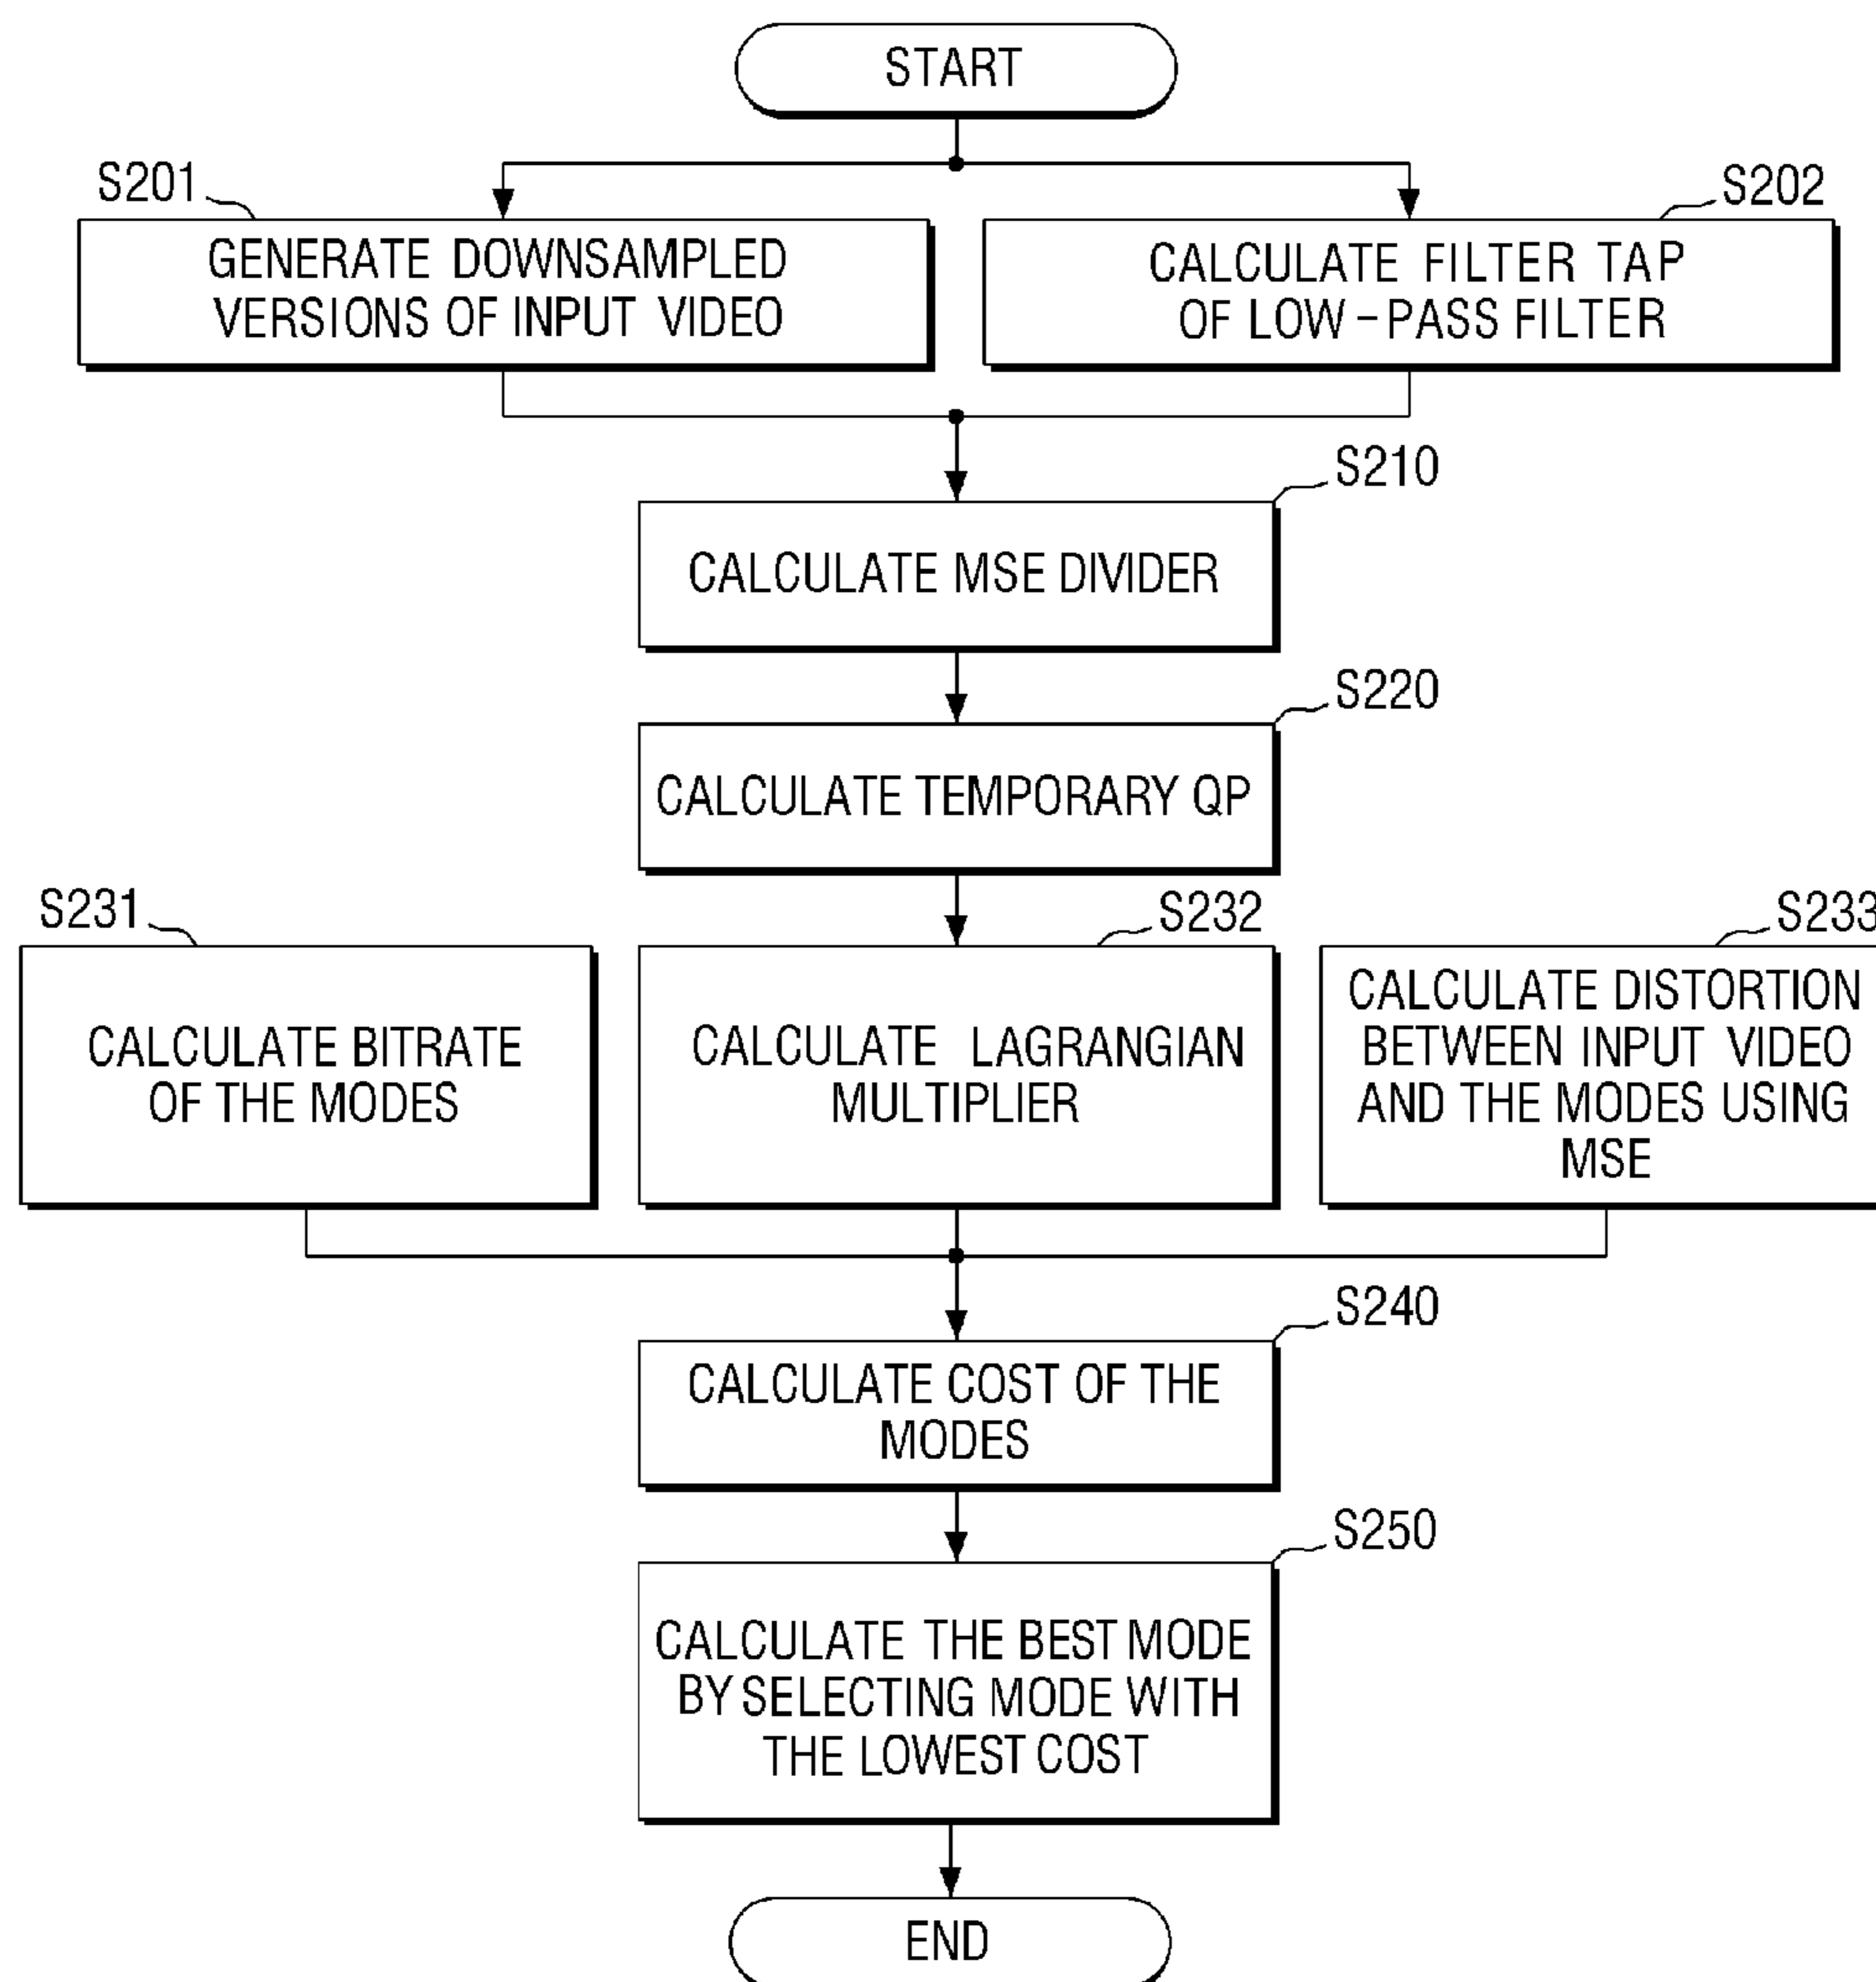 START
S201
S202
GENERATE DOWNSAMPLED
VERSIONS OF INPUT VIDEO
CALCULATE FILTER TAP
OF LOW-PASS FILTER
S210
CALCULATE MSE DIVIDER
S220
CALCULATE TEMPORARY QP
S231
S232
S233
CALCULATE BITRATE
OF THE MODES
CALCULATE LAGRANGIAN
MULTIPLIER
CALCULATE DISTORTION
BETWEEN INPUT VIDEO
AND THE MODES USING
MSE
S240
CALCULATE COST OF THE
MODES
S250
CALCULATE THE BEST MODE
BY SELECTING MODE WITH
THE LOWEST COST
END